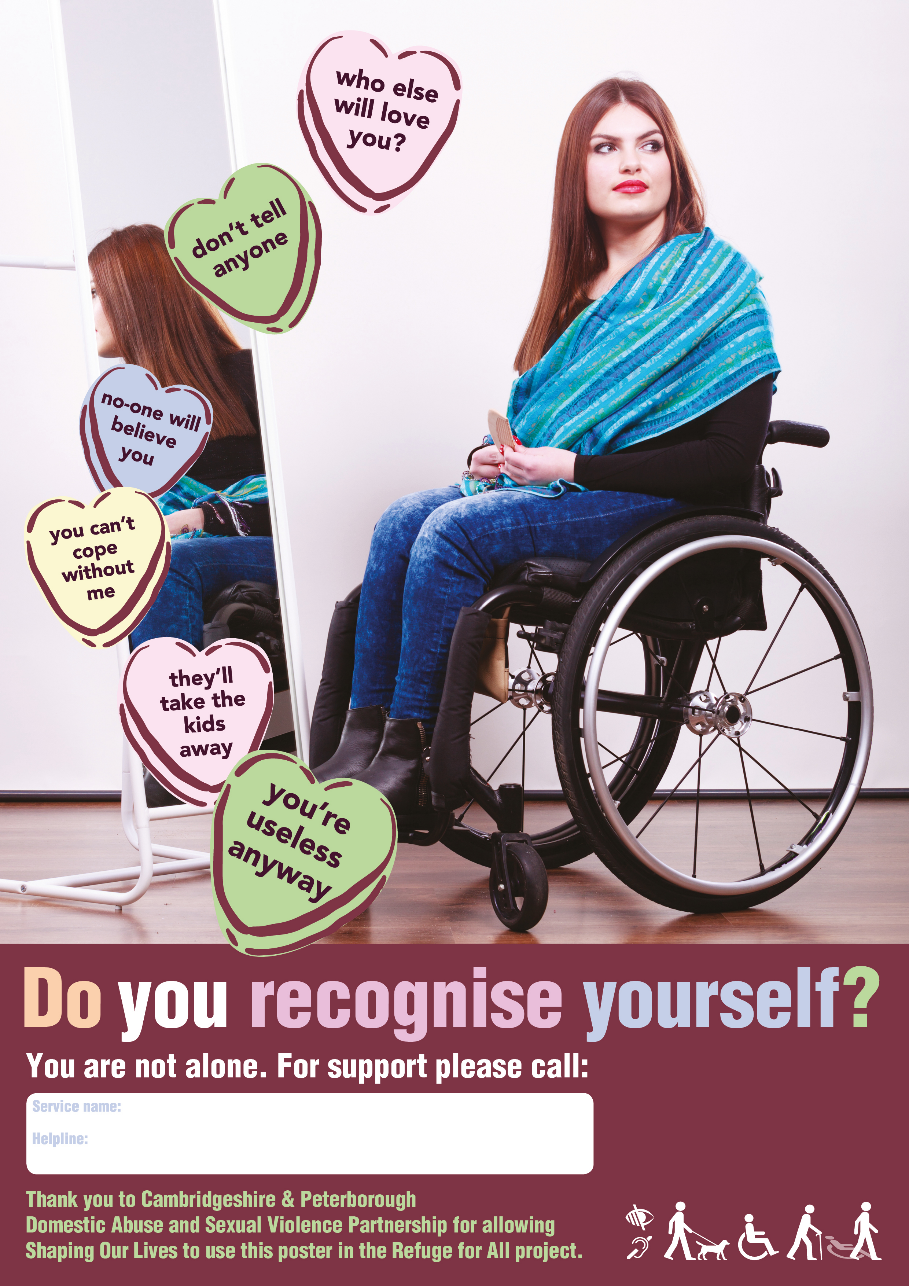 who else
will love
you?
don't tell
anyone
no-one will
believe
you
you can't
cope
without
me
they'll
take the
kids
away
you're
useless
anyway
Do you recognise yourself?
You are not alone. For support please call:
Service name:
Helpline:
Thank you to Cambridgeshire & Peterborough
Domestic Abuse and Sexual Violence Partnership for allowing
Shaping Our Lives to use this poster in the Refuge for All project.